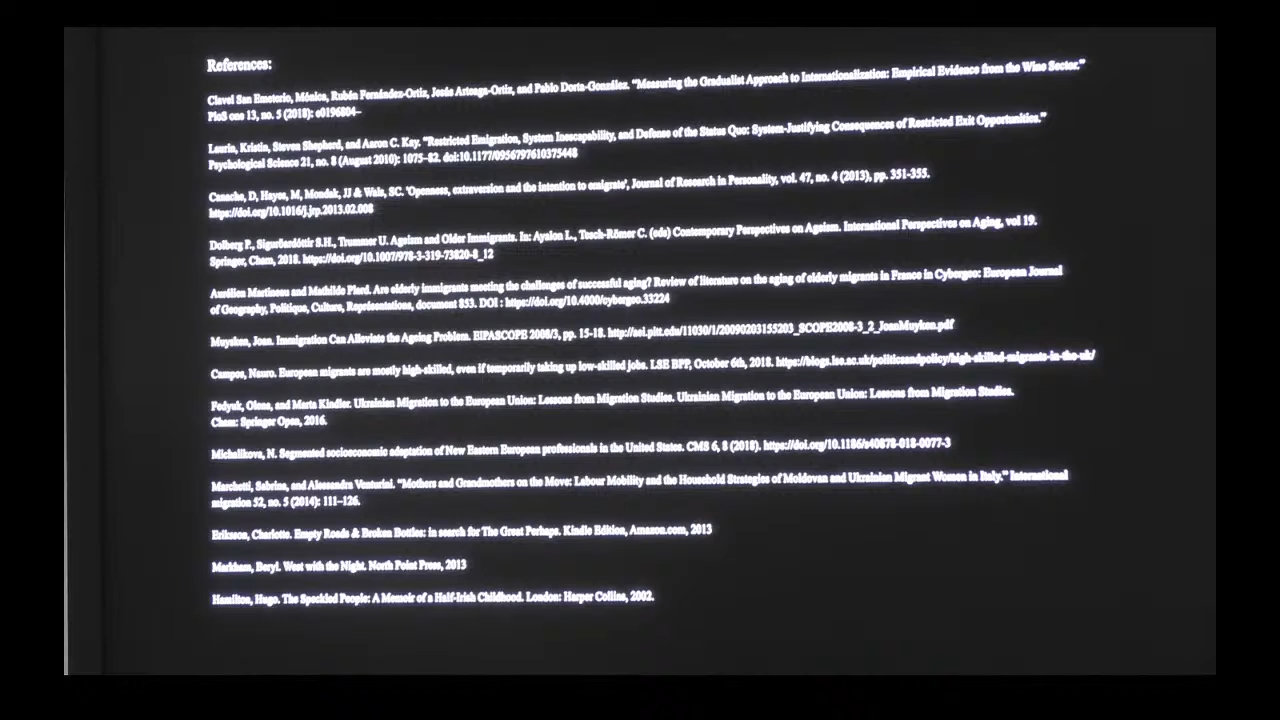 References:
Clavel San Emeterio, Mónica, Rubén Fernández-Ortiz, Jesús Arteaga-Ortiz, and Pablo Dorta-González. “Measuring the Gradualist Approach to Internationalization: Empirical Evidence from the Wine Sector.”
PloS one 13, no. 5 (2018): e0196804–
Laurin, Kristin, Steven Shepherd, and Aaron C. Kay. “Restricted Emigration, System Inescapability, and Defense of the Status Quo: System-Justifying Consequences of Restricted Exit Opportunities.”
Psychological Science 21, no. 8 (August 2010): 1075–82. doi:10.1177/0956797610375448
Canache, D, Hayes, M, Mondak, JJ & Wals, SC. 'Openness, extraversion and the intention to emigrate', Journal of Research in Personality, vol. 47, no. 4 (2013), pp. 351-355.
https://doi.org/10.1016/j.jrp.2013.02.008
Dolberg P., Sigurðardóttir S.H., Trummer U. Ageism and Older Immigrants. In: Ayalon L., Tesch-Römer C. (eds) Contemporary Perspectives on Ageism. International Perspectives on Aging, vol 19.
Springer, Cham, 2018. https://doi.org/10.1007/978-3-319-73820-8_12
Aurélien Martineau and Mathilde Plard. Are elderly immigrants meeting the challenges of successful aging? Review of literature on the aging of elderly migrants in France in Cybergeo: European Journal
of Geography, Politique, Culture, Représentations, document 853. DOI : https://doi.org/10.4000/cybergeo.33224
Muysken, Joan. Immigration Can Alleviate the Ageing Problem. EIPASCOPE 2008/3, pp. 15-18. http://aei.pitt.edu/11030/1/20090203155203_SCOPE2008-3_2_JoanMuyken.pdf
Campos, Nauro. European migrants are mostly high-skilled, even if temporarily taking up low-skilled jobs. LSE BPP, October 6th, 2018. https://blogs.lse.ac.uk/politicsandpolicy/high-skilled-migrants-in-the-uk/
Fedyuk, Olena, and Marta Kindler. Ukrainian Migration to the European Union: Lessons from Migration Studies. Ukrainian Migration to the European Union: Lessons from Migration Studies.
Cham: Springer Open, 2016.
Michalikova, N. Segmented socioeconomic adaptation of New Eastern European professionals in the United States. CMS 6, 8 (2018). https://doi.org/10.1186/s40878-018-0077-3
Marchetti, Sabrina, and Alessandra Venturini. “Mothers and Grandmothers on the Move: Labour Mobility and the Household Strategies of Moldovan and Ukrainian Migrant Women in Italy.” International
migration 52, no. 5 (2014): 111–126.
Eriksson, Charlotte. Empty Roads & Broken Bottles: in search for The Great Perhaps. Kindle Edition, Amazon.com, 2013
Markham, Beryl. West with the Night. North Point Press, 2013
Hamilton, Hugo. The Speckled People: A Memoir of a Half-Irish Childhood. London: Harper Collins, 2002.